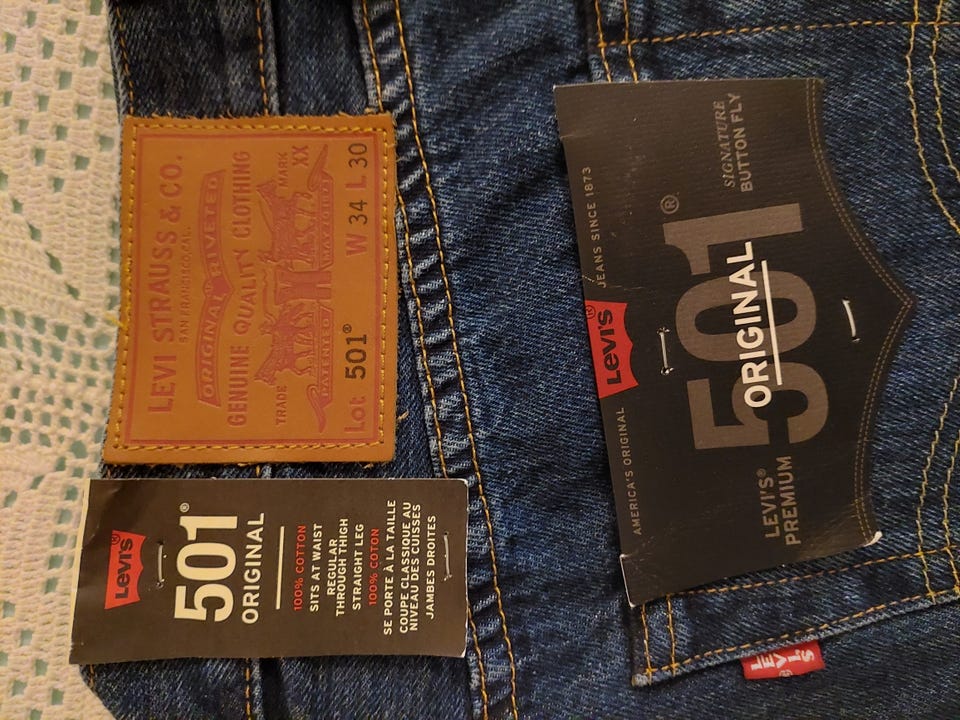 LEVI STRAUSS & CO.
SAN FRANCISCO, CAL.
ORIGINAL RIVETED
GENUINE QUALITY CLOTHING
TRADE MARK
XX
PATENTED
Lot 501® W 34 L 30
Levi's
501®
ORIGINAL
100% COTTON
SITS AT WAIST
REGULAR
THROUGH THIGH
STRAIGHT LEG
100% COTON
SE PORTE À LA TAILLE
COUPE CLASSIQUE AU
NIVEAU DES CUISSES
JAMBES DROITES
AMERICA'S ORIGINAL Levi's® JEANS SINCE 1873
501®
ORIGINAL
LEVI'S®
PREMIUM
SIGNATURE
BUTTON FLY
LEVI'S